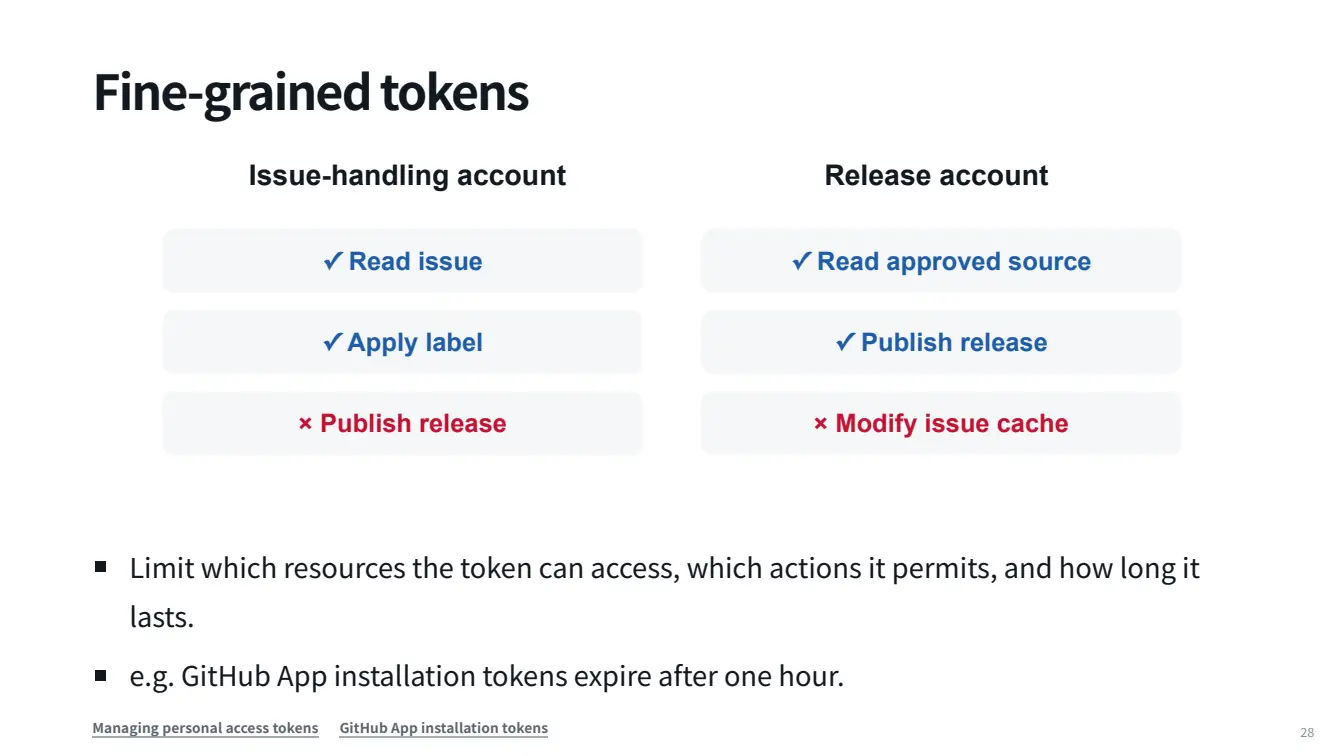 Fine-grained tokens
Issue-handling account
✓ Read issue
✓ Apply label
× Publish release
Release account
✓ Read approved source
✓ Publish release
× Modify issue cache
▪ Limit which resources the token can access, which actions it permits, and how long it
lasts.
▪ e.g. GitHub App installation tokens expire after one hour.
Managing personal access tokens GitHub App installation tokens
28